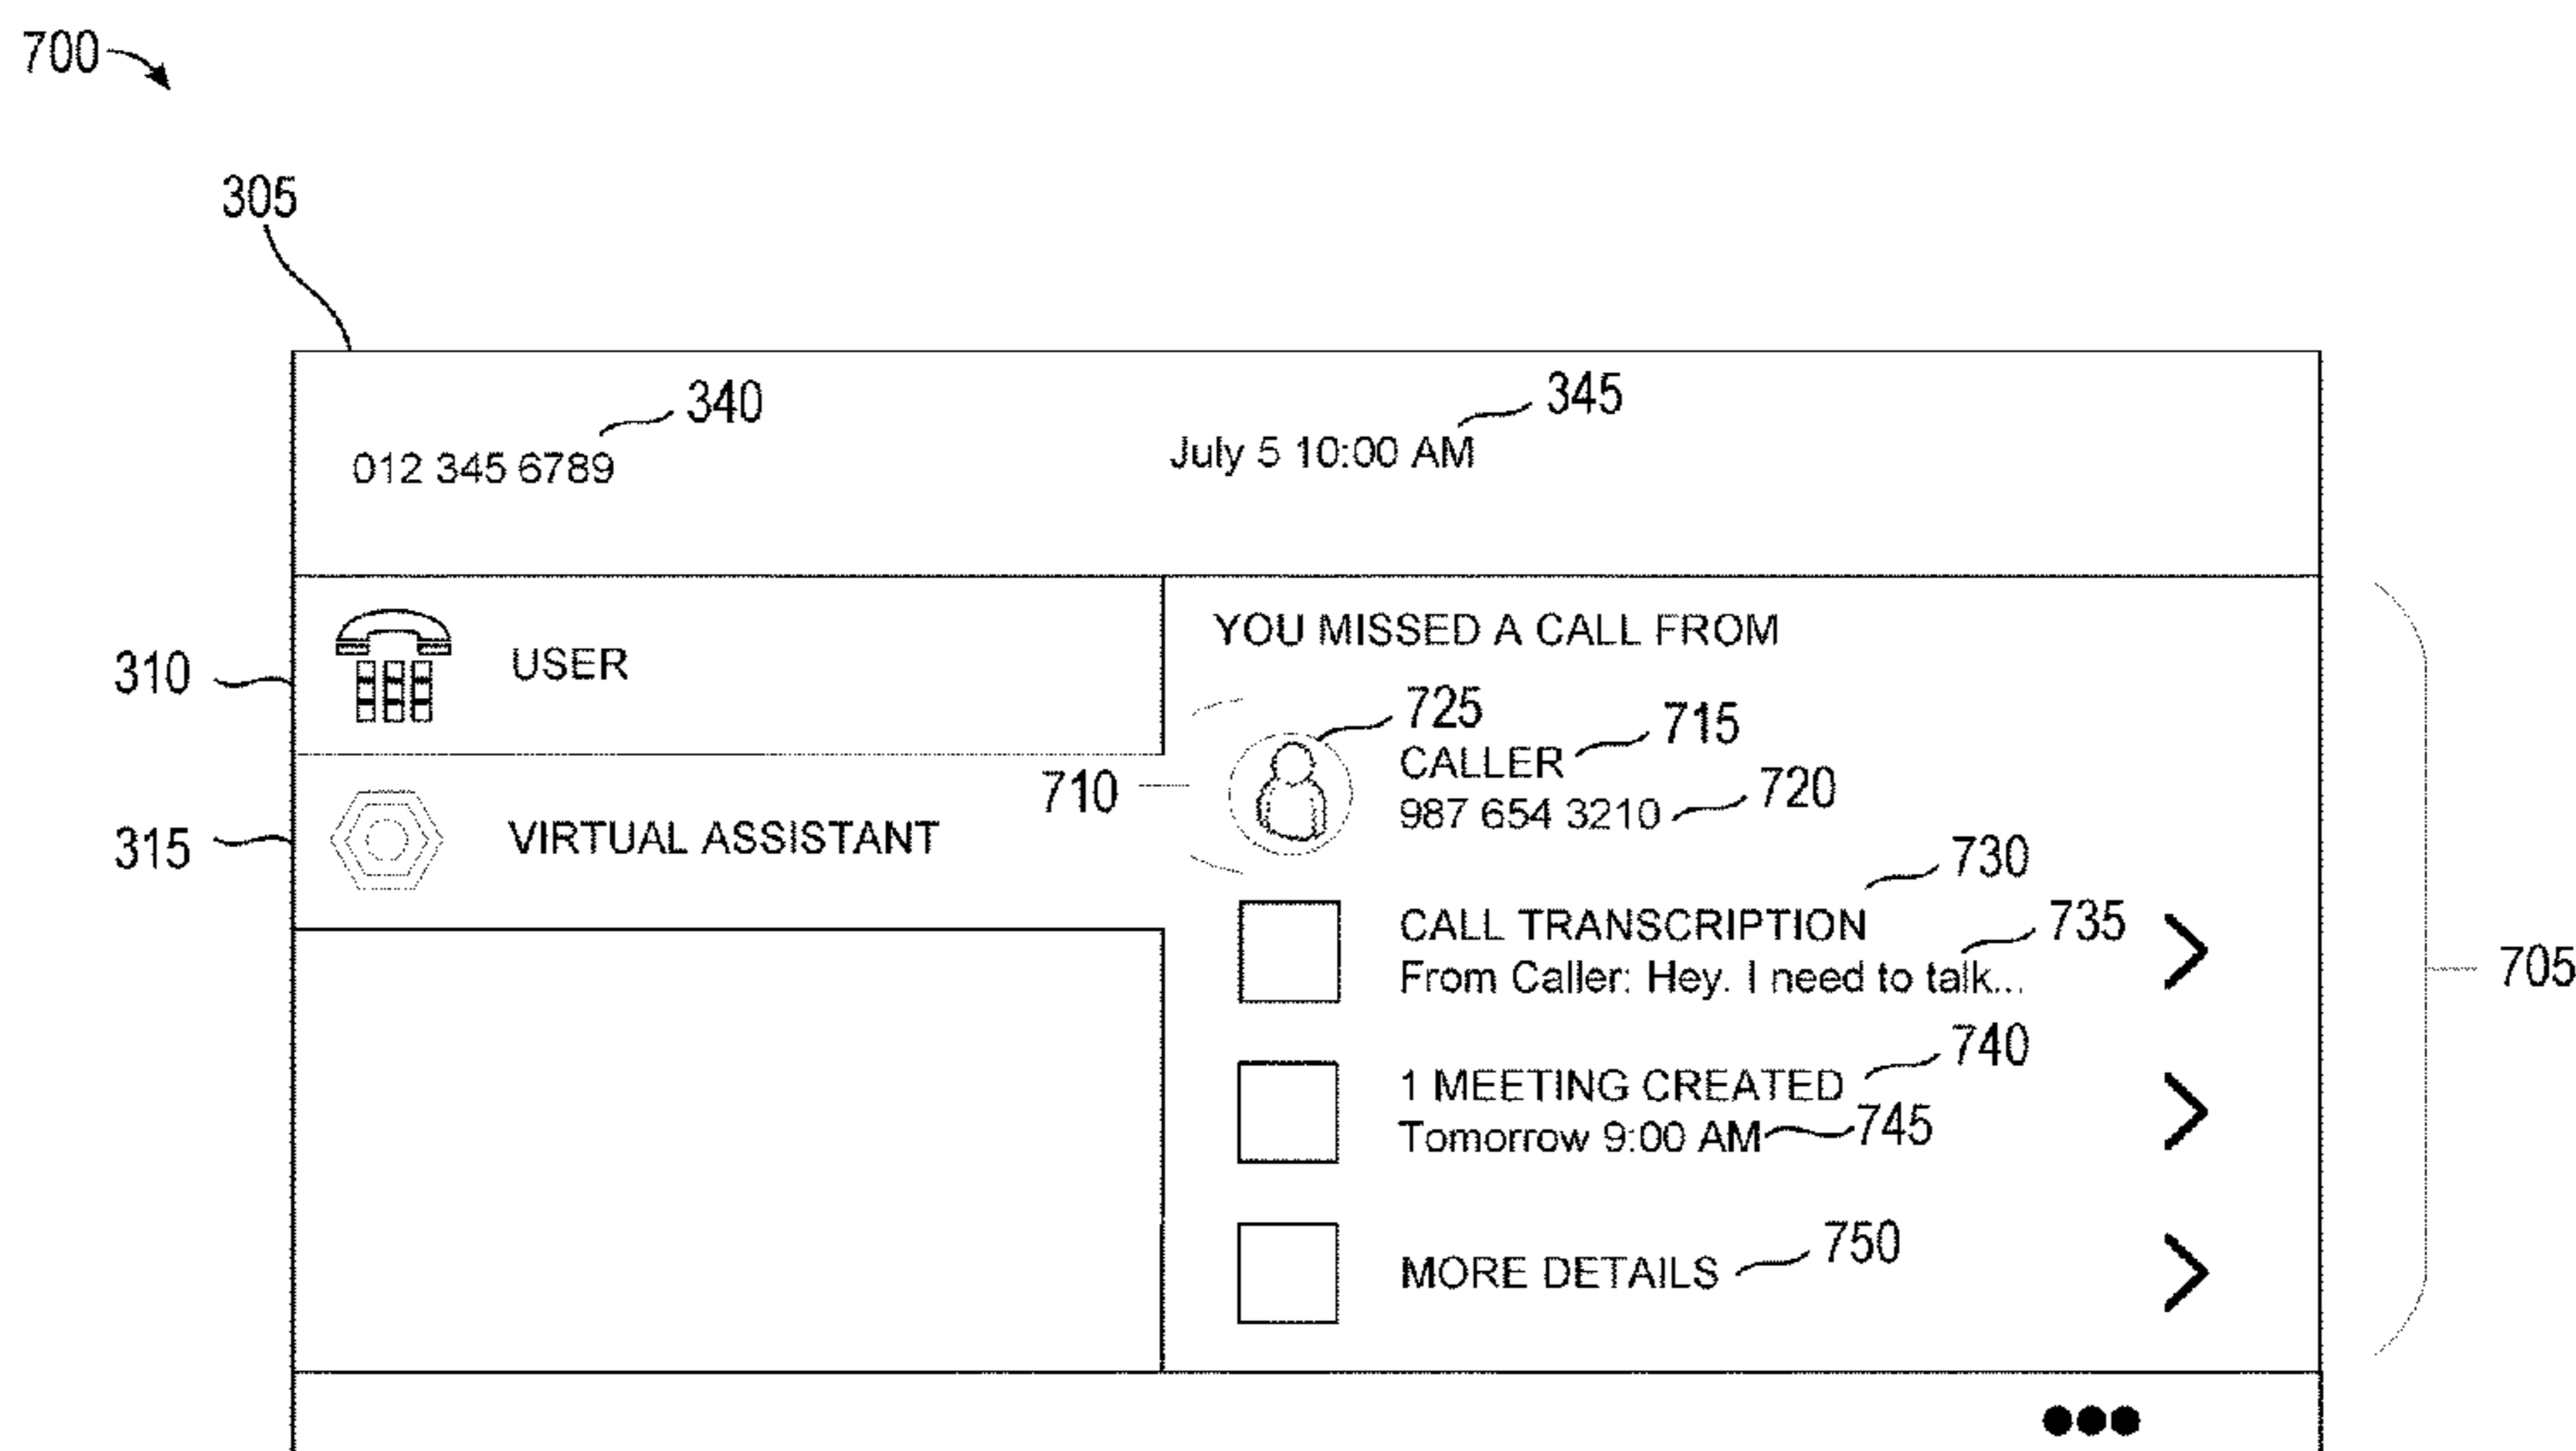 700
305
340
345
012 345 6789
July 5 10:00 AM
310
USER
YOU MISSED A CALL FROM
725
715
CALLER
710
720
987 654 3210
315
VIRTUAL ASSISTANT
730
CALL TRANSCRIPTION
735
From Caller: Hey. I need to talk...
705
740
1 MEETING CREATED
Tomorrow 9:00 AM
745
750
MORE DETAILS